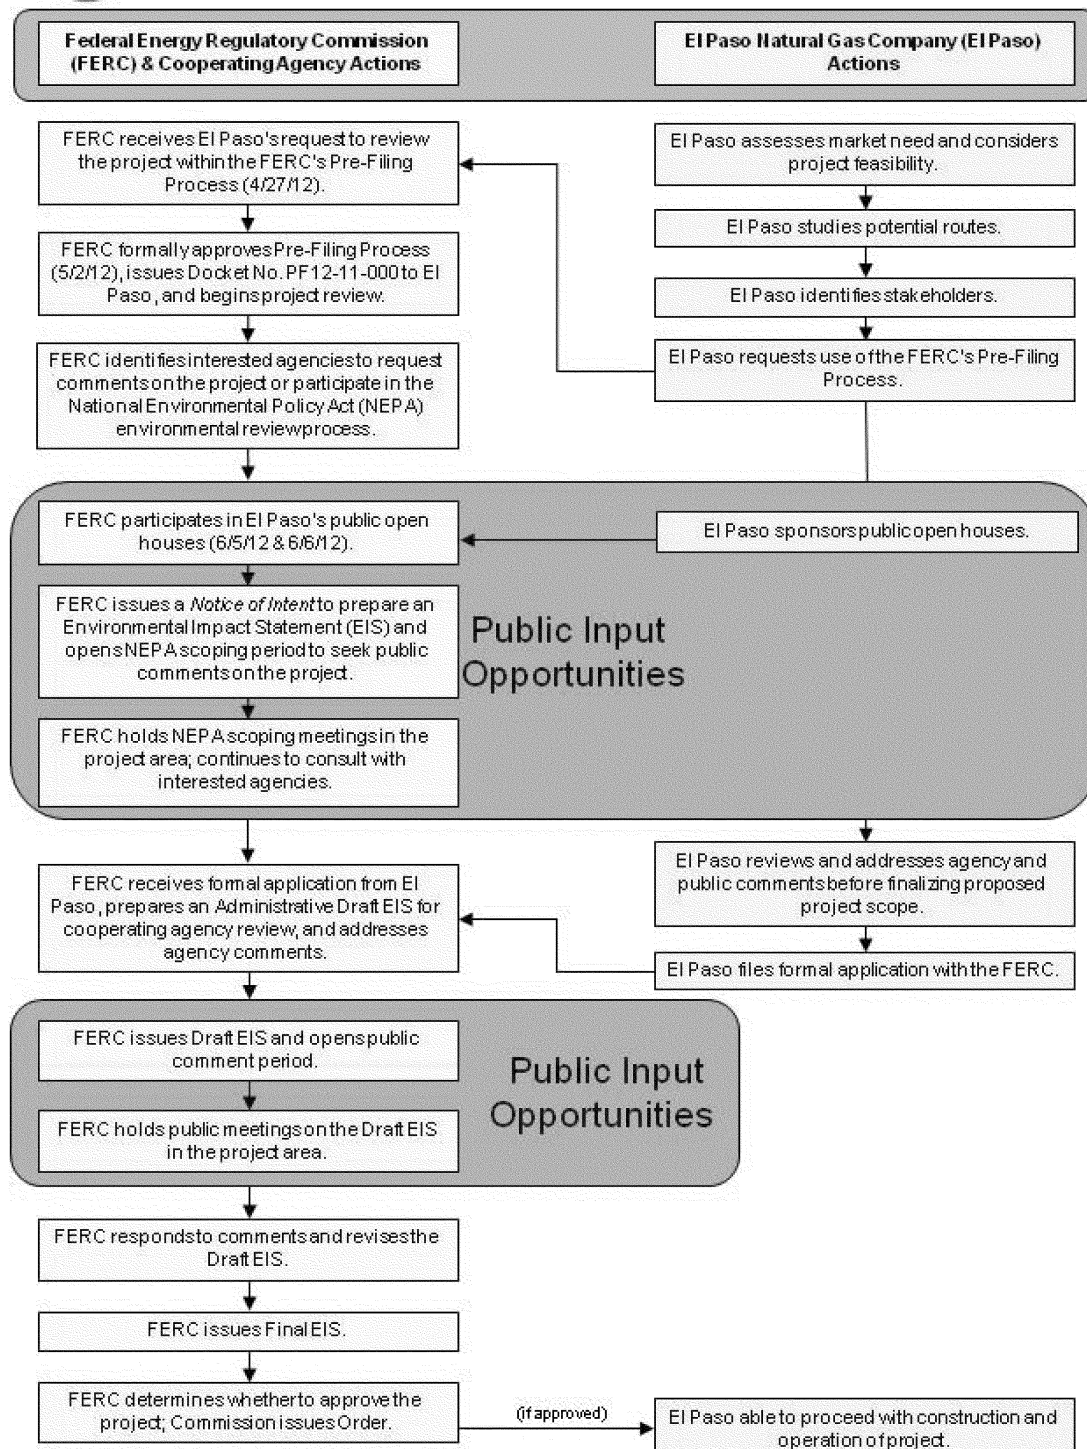 Federal Energy Regulatory Commission
(FERC) & Cooperating Agency Actions
El Paso Natural Gas Company (El Paso)
Actions
FERC receives El Paso's request to review
the project within the FERC's Pre-Filing
Process (4/27/12).
El Paso assesses market need and considers
project feasibility.
El Paso studies potential routes.
FERC formally approves Pre-Filing Process
(5/2/12), issues Docket No. PF12-11-000 to El
Paso, and begins project review.
El Paso identifies stakeholders.
FERC identifies interested agencies to request
comments on the project or participate in the
National Environmental Policy Act (NEPA)
environmental review process.
El Paso requests use of the FERC's Pre-Filing
Process.
FERC participates in El Paso's public open
houses (6/5/12 & 6/6/12).
El Paso sponsors public open houses.
FERC issues a Notice of Intent to prepare an
Environmental Impact Statement (EIS) and
opens NEPA scoping period to seek public
comments on the project.
Public Input
Opportunities
FERC holds NEPA scoping meetings in the
project area; continues to consult with
interested agencies.
El Paso reviews and addresses agency and
public comments before finalizing proposed
project scope.
FERC receives formal application from El
Paso, prepares an Administrative Draft EIS for
cooperating agency review, and addresses
agency comments.
El Paso files formal application with the FERC.
FERC issues Draft EIS and opens public
comment period.
Public Input
Opportunities
FERC holds public meetings on the Draft EIS
in the project area.
FERC responds to comments and revises the
Draft EIS.
FERC issues Final EIS.
FERC determines whether to approve the
project; Commission issues Order.
(if approved)
El Paso able to proceed with construction and
operation of project.